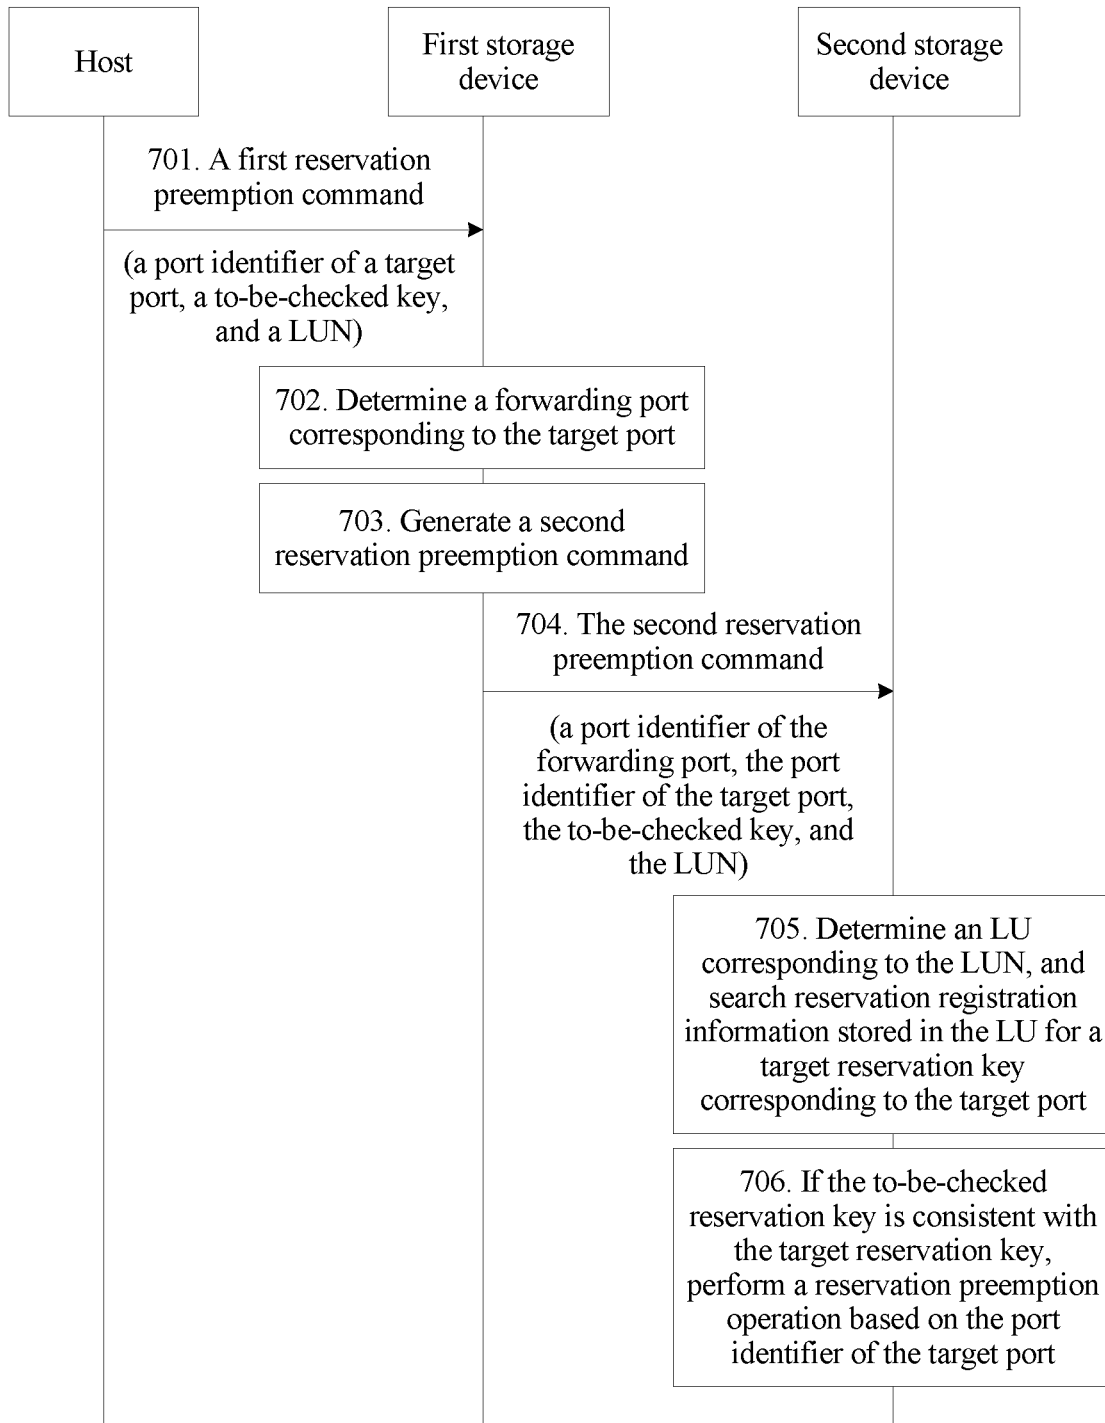 Host
First storage
device
Second storage
device
701. A first reservation
preemption command
(a port identifier of a target
port, a to-be-checked key,
and a LUN)
702. Determine a forwarding port
corresponding to the target port
703. Generate a second
reservation preemption command
704. The second reservation
preemption command
(a port identifier of the
forwarding port, the port
identifier of the target port,
the to-be-checked key, and
the LUN)
705. Determine an LU
corresponding to the LUN, and
search reservation registration
information stored in the LU for a
target reservation key
corresponding to the target port
706. If the to-be-checked
reservation key is consistent with
the target reservation key,
perform a reservation preemption
operation based on the port
identifier of the target port